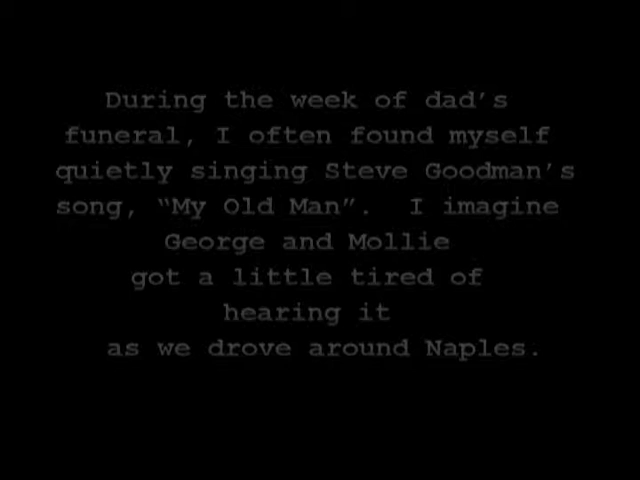 During the week of dad’s
funeral, I often found myself
quietly singing Steve Goodman’s
song, “My Old Man”.  I imagine
George and Mollie
got a little tired of
hearing it
as we drove around Naples.